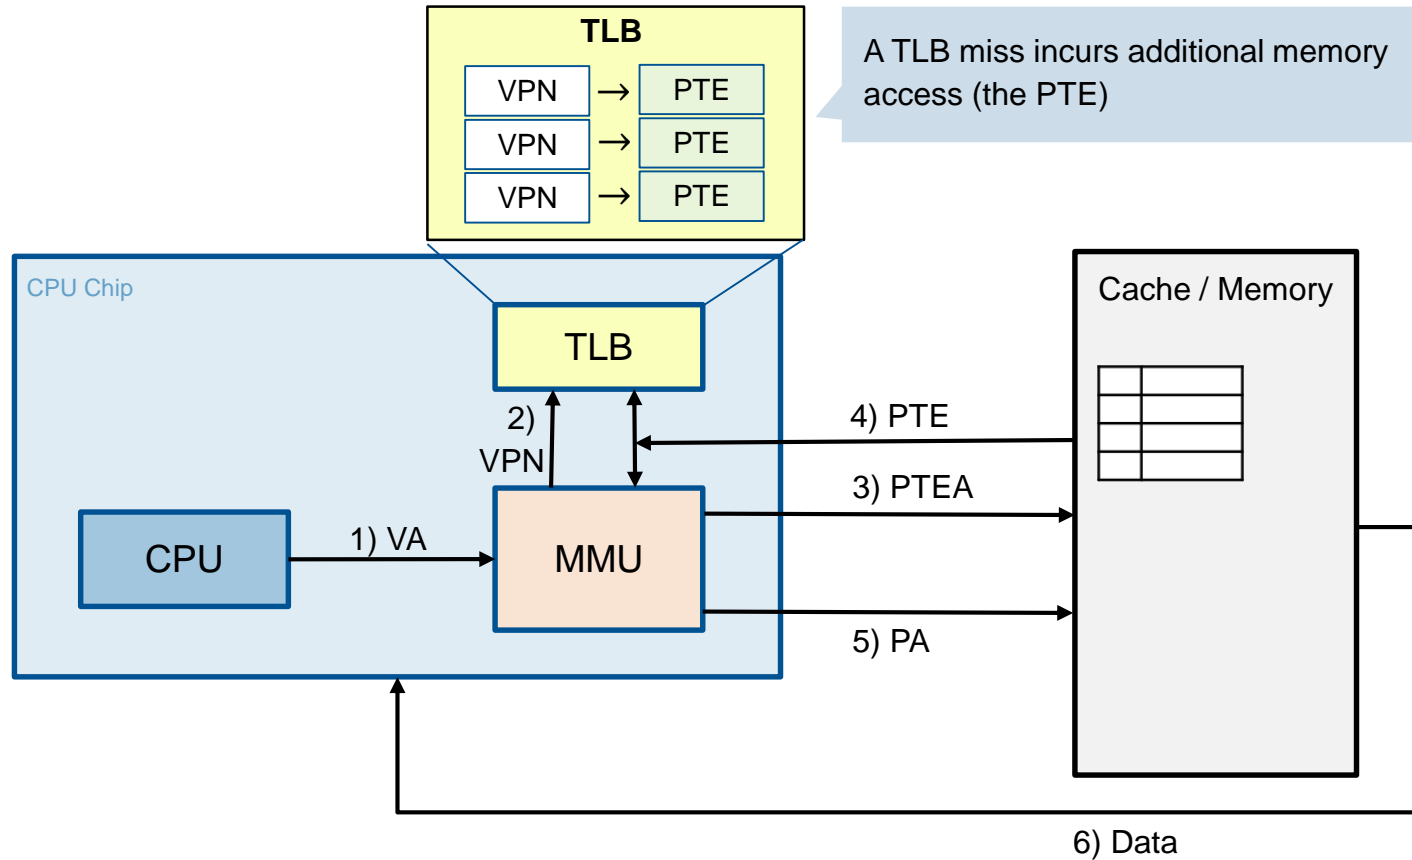 TLB
VPN → PTE
VPN → PTE
VPN → PTE
A TLB miss incurs additional memory
access (the PTE)
CPU Chip
TLB
2)
VPN
CPU
1) VA
MMU
4) PTE
3) PTEA
5) PA
Cache / Memory
6) Data